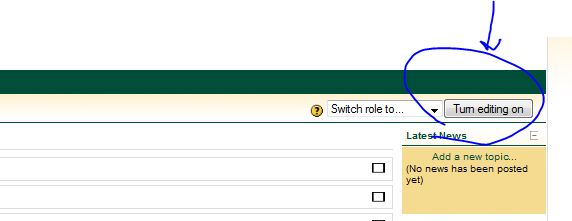 ? Switch role to... Turn editing on
Latest News
Add a new topic...
(No news has been posted
yet)